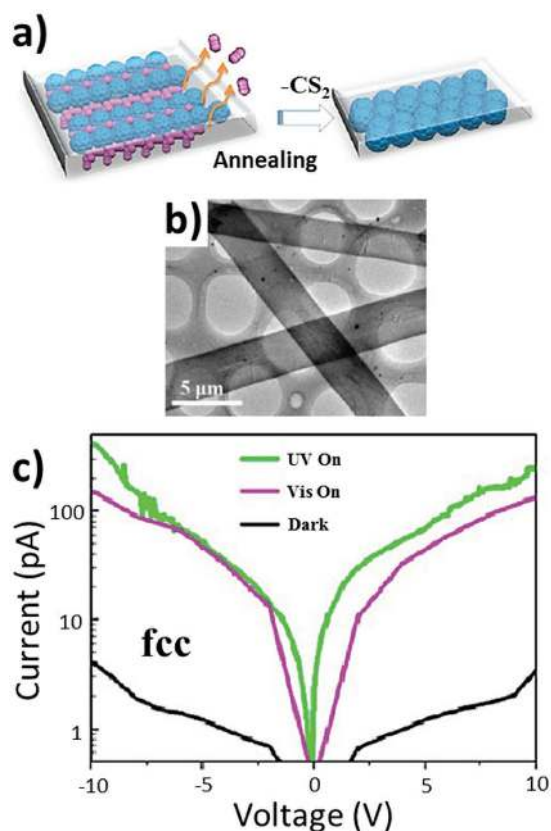 a)
-CS₂
Annealing
b)
5 μm
c)
UV On
Vis On
Dark
100
10
1
fcc
Current (pA)
-10 -5 0 5 10
Voltage (V)